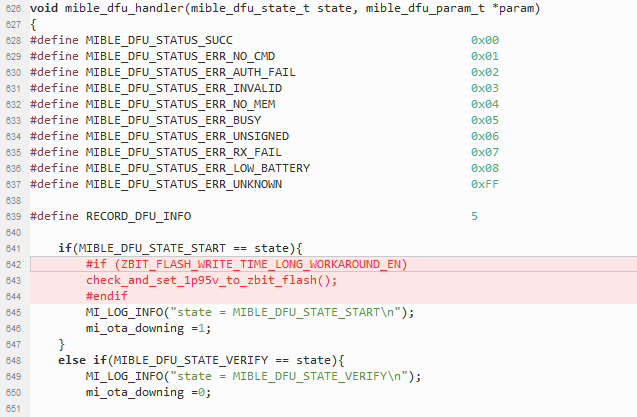 626 void mible_dfu_handler(mible_dfu_state_t state, mible_dfu_param_t *param)
627 {
628 #define MIBLE_DFU_STATUS_SUCC 0x00
629 #define MIBLE_DFU_STATUS_ERR_NO_CMD 0x01
630 #define MIBLE_DFU_STATUS_ERR_AUTH_FAIL 0x02
631 #define MIBLE_DFU_STATUS_ERR_INVALID 0x03
632 #define MIBLE_DFU_STATUS_ERR_NO_MEM 0x04
633 #define MIBLE_DFU_STATUS_ERR_BUSY 0x05
634 #define MIBLE_DFU_STATUS_ERR_UNSIGNED 0x06
635 #define MIBLE_DFU_STATUS_ERR_RX_FAIL 0x07
636 #define MIBLE_DFU_STATUS_ERR_LOW_BATTERY 0x08
637 #define MIBLE_DFU_STATUS_ERR_UNKNOWN 0xFF
638
639 #define RECORD_DFU_INFO 5
640
641 if(MIBLE_DFU_STATE_START == state){
642 #if (ZBIT_FLASH_WRITE_TIME_LONG_WORKAROUND_EN)
643 check_and_set_1p95v_to_zbit_flash();
644 #endif
645 MI_LOG_INFO("state = MIBLE_DFU_STATE_START\n");
646 mi_ota_downing =1;
647 }
648 else if(MIBLE_DFU_STATE_VERIFY == state){
649 MI_LOG_INFO("state = MIBLE_DFU_STATE_VERIFY\n");
650 mi_ota_downing =0;
651